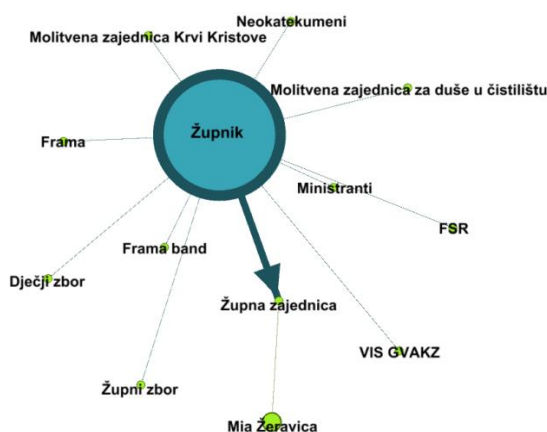 Neokatekumeni
Molitvena zajednica Krvi Kristove
Molitvena zajednica za duše u čistilištu
Župnik
Frama
Ministranti
FSR
Frama band
Dječji zbor
Župna zajednica
VIS GVAKZ
Župni zbor
Mia Žeravica